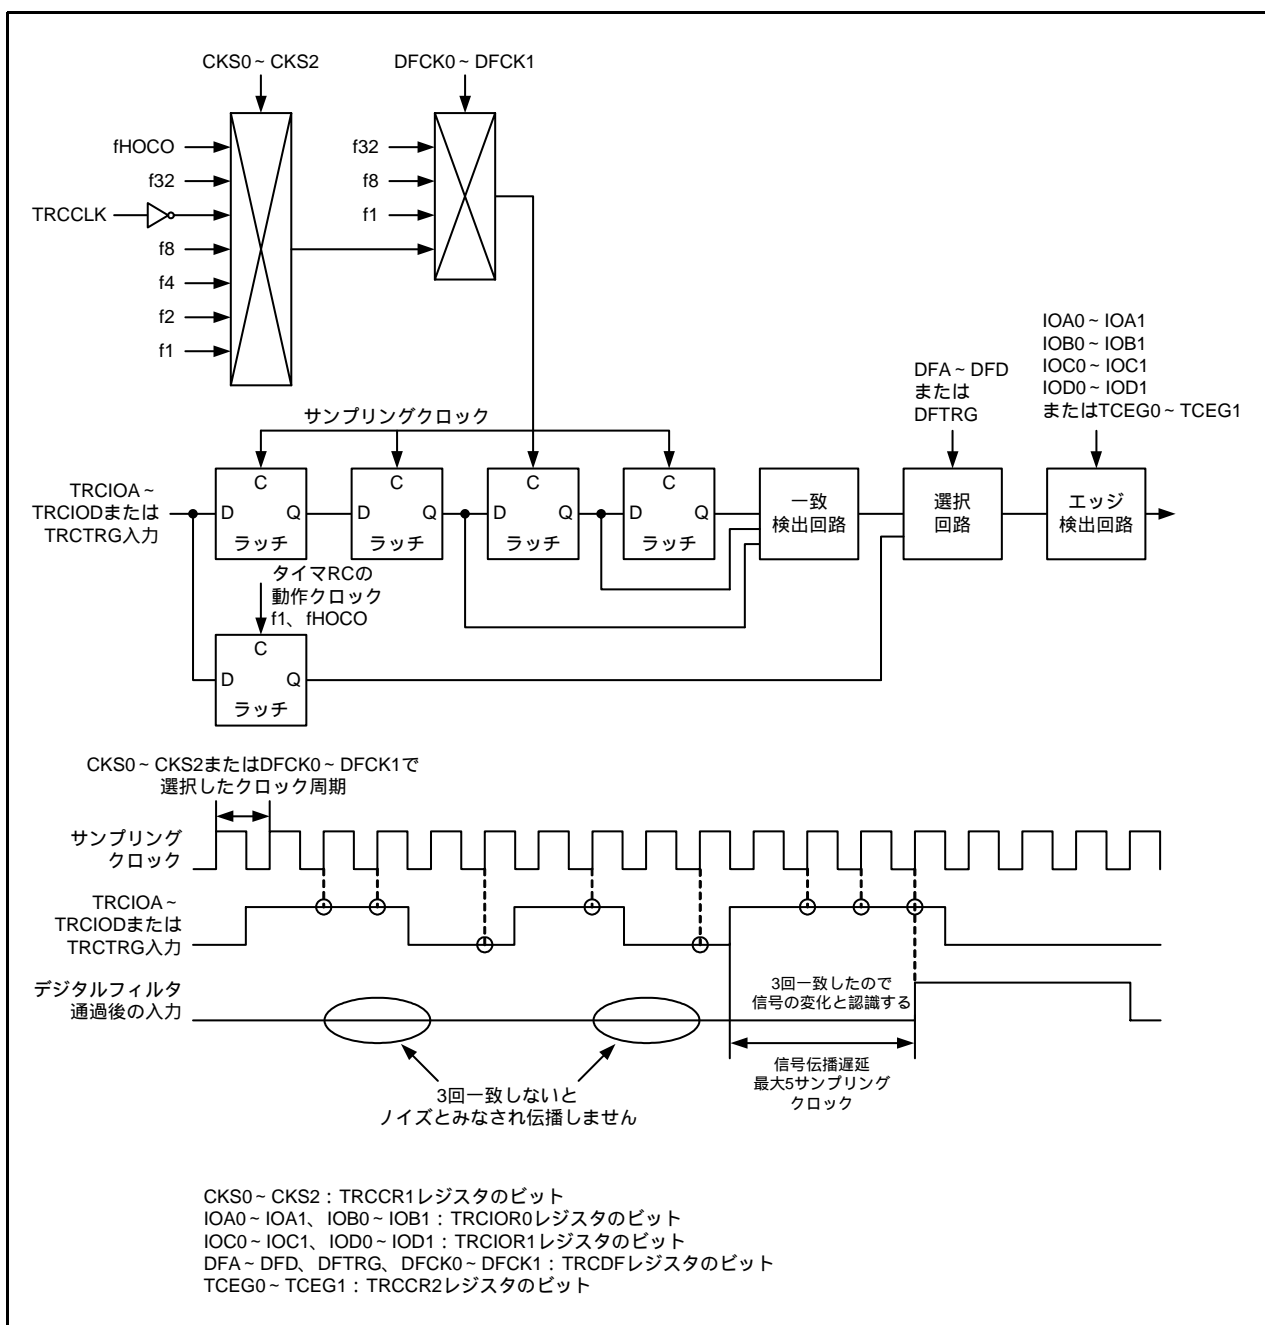 CKS0~CKS2
DFCK0~DFCK1
fHOCO
f32
TRCCLK
f8
f4
f2
f1
f32
f8
f1
IOA0~IOA1
IOB0~IOB1
IOC0~IOC1
IOD0~IOD1
またはTCEG0~TCEG1
DFA~DFD
または
DFTRG
サンプリングクロック
TRCIOA~
TRCIODまたは
TRCTRG入力
C
D Q
ラッチ
C
D Q
ラッチ
C
D Q
ラッチ
C
D Q
ラッチ
一致
検出回路
選択
回路
エッジ
検出回路
タイマRCの
動作クロック
f1、fHOCO
C
D Q
ラッチ
CKS0~CKS2またはDFCK0~DFCK1で
選択したクロック周期
サンプリング
クロック
TRCIOA~
TRCIODまたは
TRCTRG入力
デジタルフィルタ
通過後の入力
3回一致したので
信号の変化と認識する
3回一致しないと
ノイズとみなされ伝播しません
信号伝播遅延
最大5サンプリング
クロック
CKS0~CKS2:TRCCR1レジスタのビット
IOA0~IOA1、IOB0~IOB1:TRCIOR0レジスタのビット
IOC0~IOC1、IOD0~IOD1:TRCIOR1レジスタのビット
DFA~DFD、DFTRG、DFCK0~DFCK1:TRCDFレジスタのビット
TCEG0~TCEG1:TRCCR2レジスタのビット